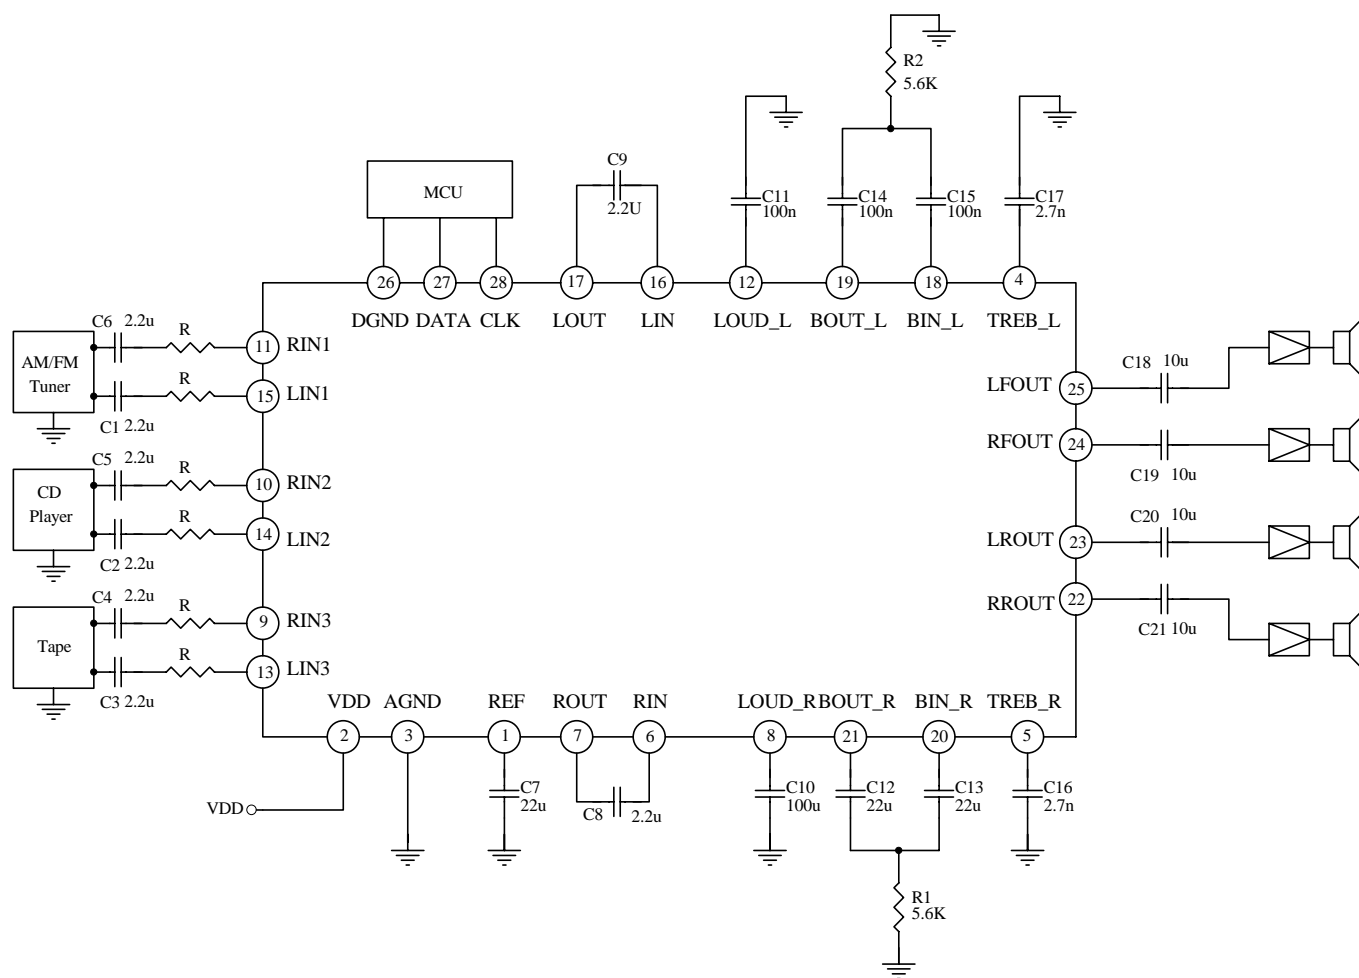 R2
5.6K
C9
2.2U
MCU
C11
100n
C14
100n
C15
100n
C17
2.7n
26
27
28
17
16
12
19
18
4
DGND
DATA
CLK
LOUT
LIN
LOUD_L
BOUT_L
BIN_L
TREB_L
AM/FM
Tuner
C6
2.2u
R
11
RIN1
R
15
LIN1
C1
2.2u
CD
Player
C5
2.2u
R
10
RIN2
R
14
LIN2
C2
2.2u
Tape
C4
2.2u
R
9
RIN3
R
13
LIN3
C3
2.2u
LFOUT
25
C18
10u
RFOUT
24
C19
10u
LROUT
23
C20
10u
RROUT
22
C21
10u
VDD
AGND
REF
ROUT
RIN
LOUD_R
BOUT_R
BIN_R
TREB_R
2
3
1
7
6
8
21
20
5
VDD
C7
22u
C8
2.2u
C10
100u
C12
22u
C13
22u
C16
2.7n
R1
5.6K